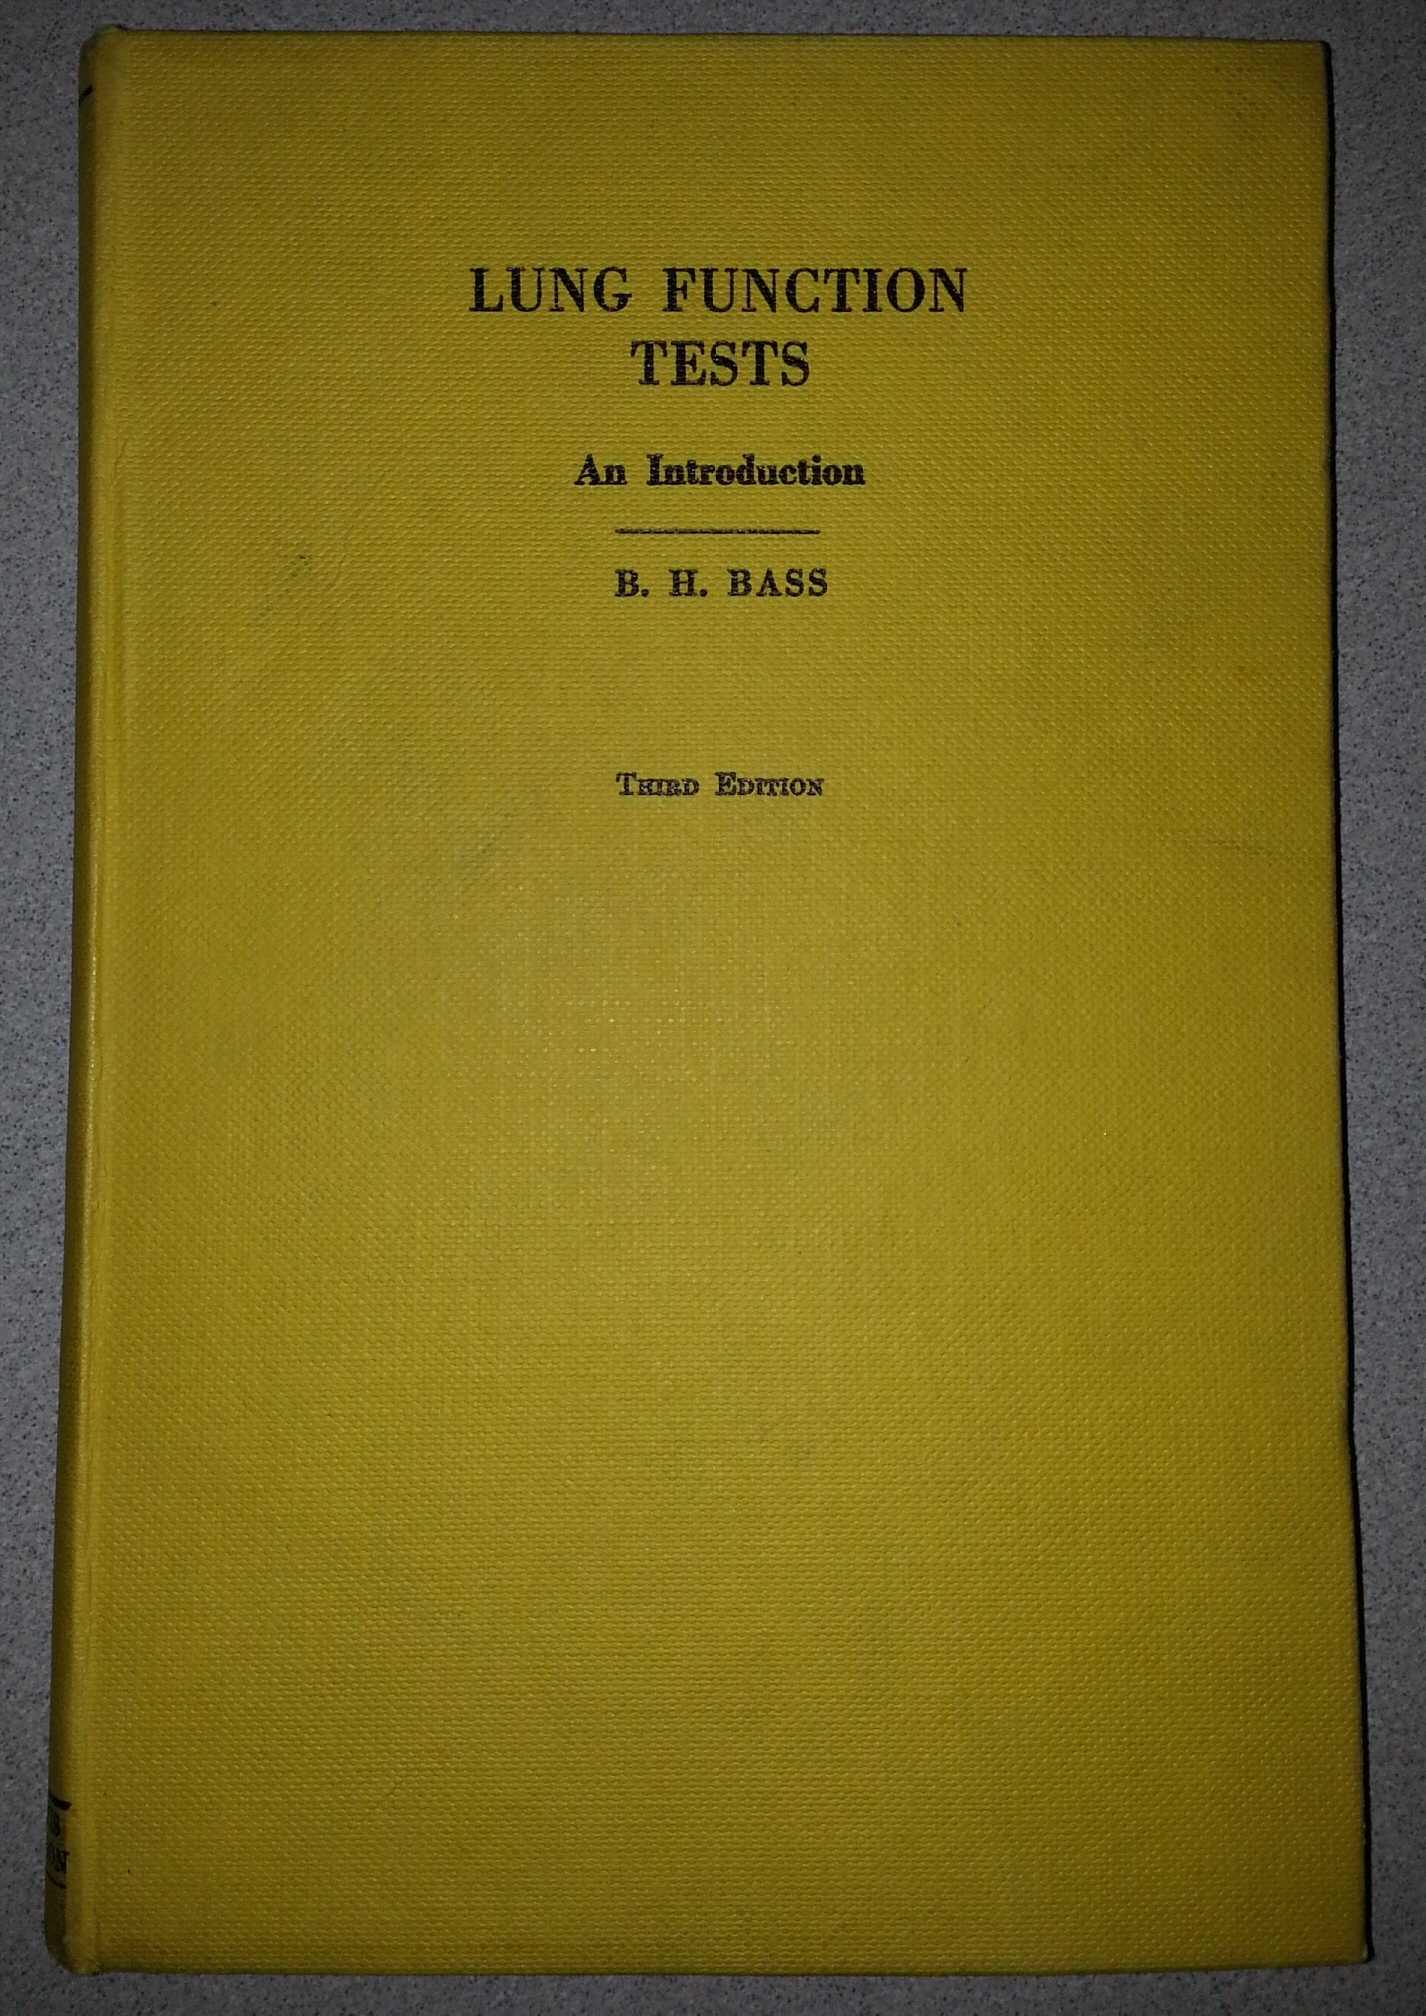 LUNG FUNCTION
TESTS
An Introduction
B. H. BASS
THIRD EDITION